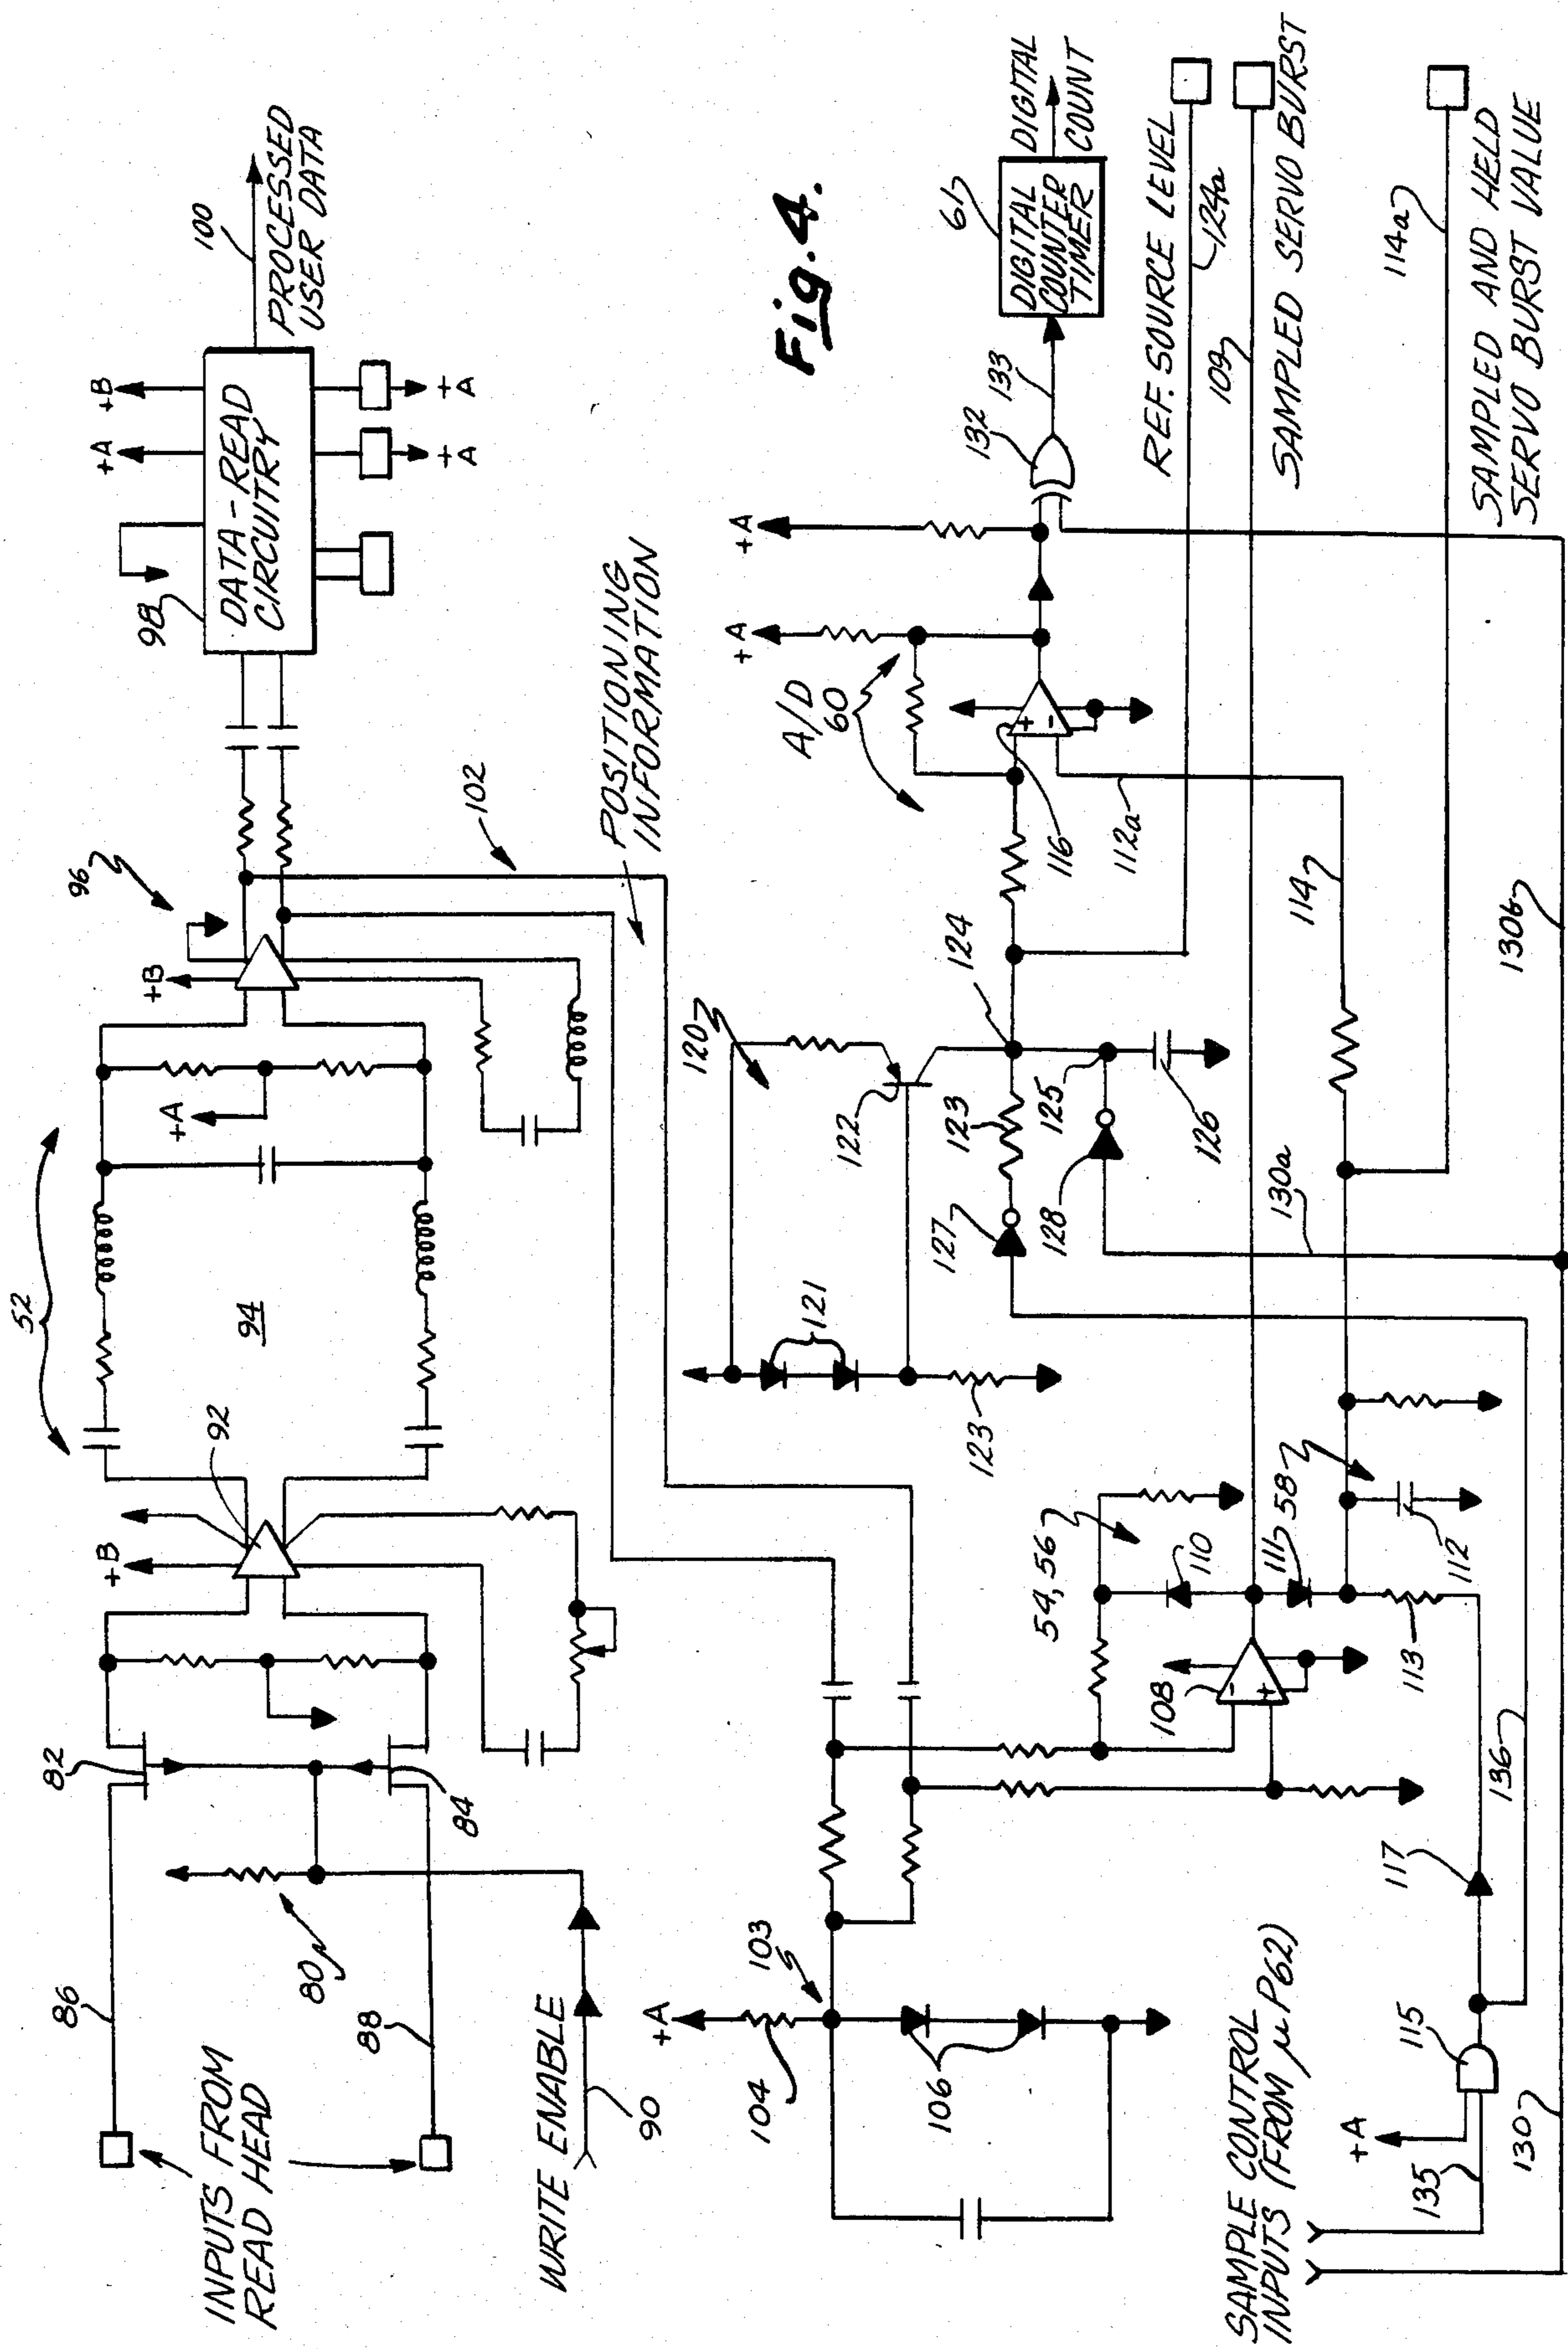 Fig. 4.
INPUTS FROM
READ HEAD
86
88
82
84
80
WRITE ENABLE
90
+B
92
52
94
+A
+B
96
98
DATA-READ
CIRCUITRY
+A
+B
+A
+A
100
PROCESSED
USER DATA
102
POSITIONING
INFORMATION
+A
104
103
106
54, 56
108
110
111
58
112
113
109
121
123
120
122
123
124
125
126
127
128
130a
A/D
60
116
112a
114
+A
+A
132
133
61
DIGITAL
COUNTER
TIMER
DIGITAL
COUNT
REF. SOURCE LEVEL
124a
SAMPLED SERVO BURST
114a
SAMPLED AND HELD
SERVO BURST VALUE
130b
SAMPLE CONTROL
INPUTS (FROM μP62)
+A
135
115
117
136
130
+
-
-
+